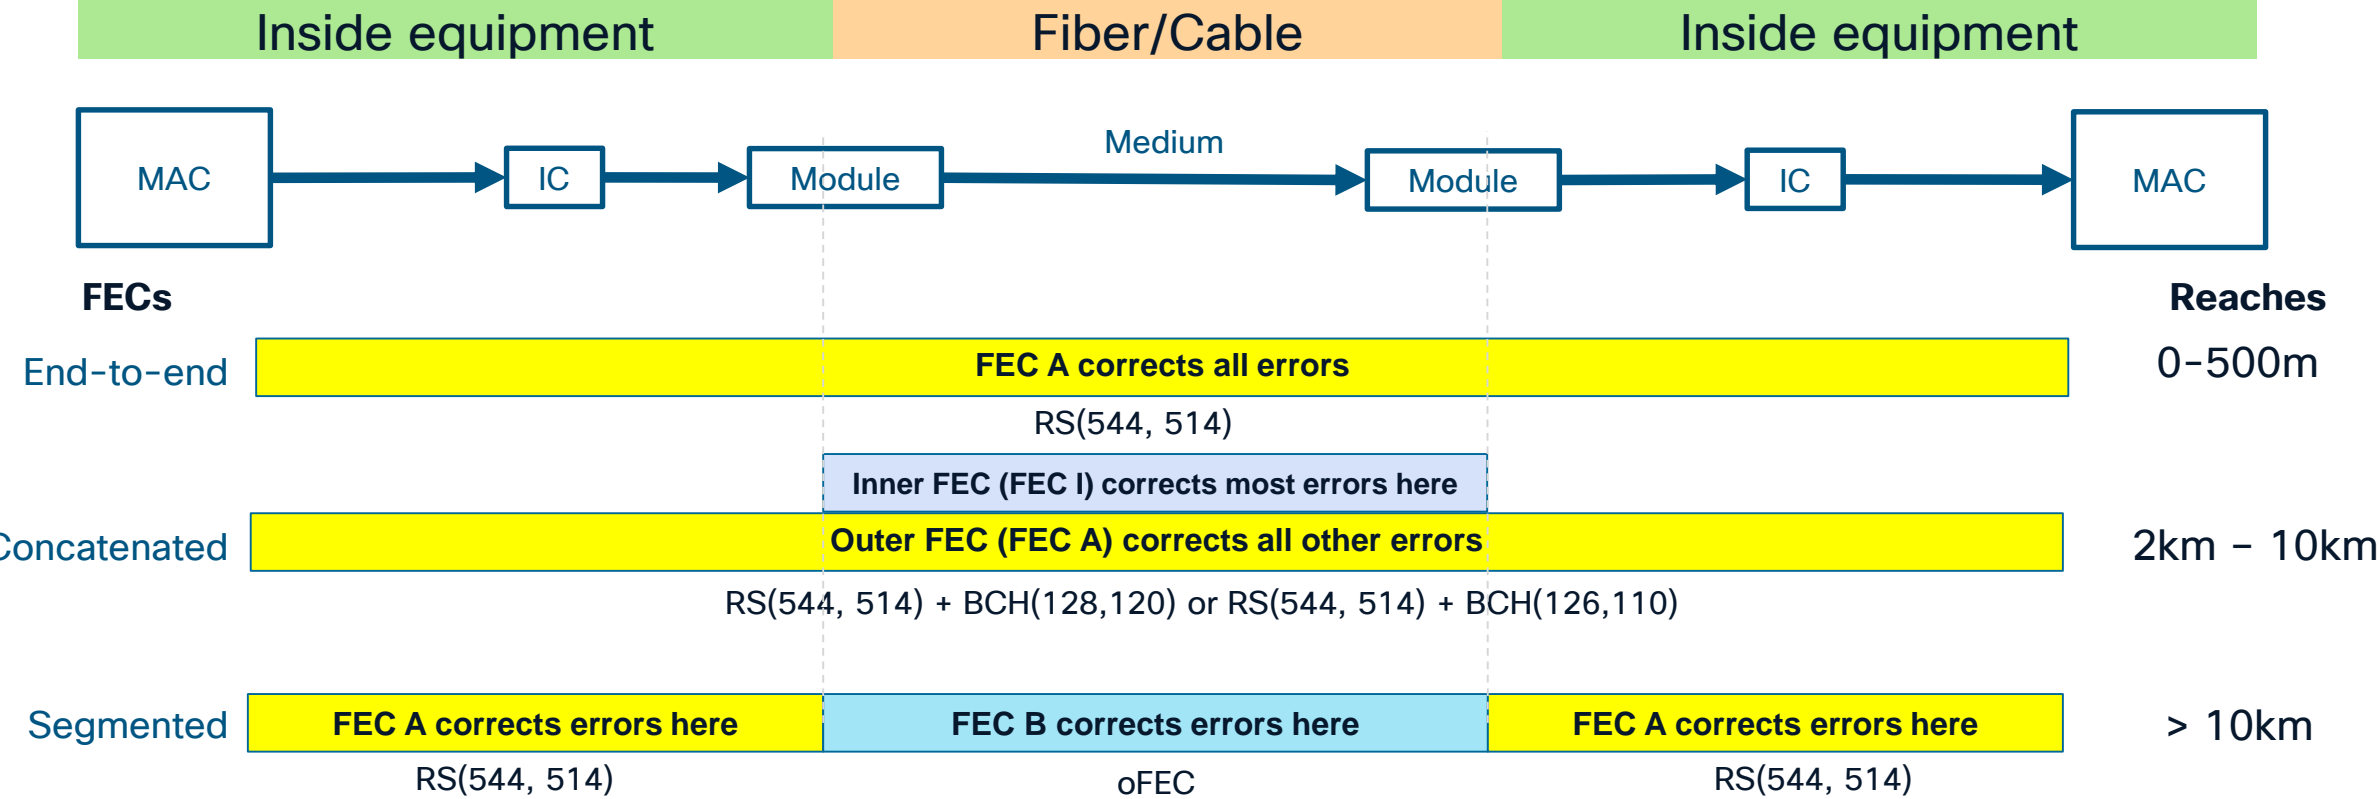 Inside equipment
Fiber/Cable
Inside equipment
MAC
IC
Module
Medium
Module
IC
MAC
FECs
Reaches
End-to-end
FEC A corrects all errors
0-500m
RS(544, 514)
Inner FEC (FEC I) corrects most errors here
Concatenated
Outer FEC (FEC A) corrects all other errors
2km – 10km
RS(544, 514) + BCH(128,120) or RS(544, 514) + BCH(126,110)
Segmented
FEC A corrects errors here
FEC B corrects errors here
FEC A corrects errors here
> 10km
RS(544, 514)
oFEC
RS(544, 514)